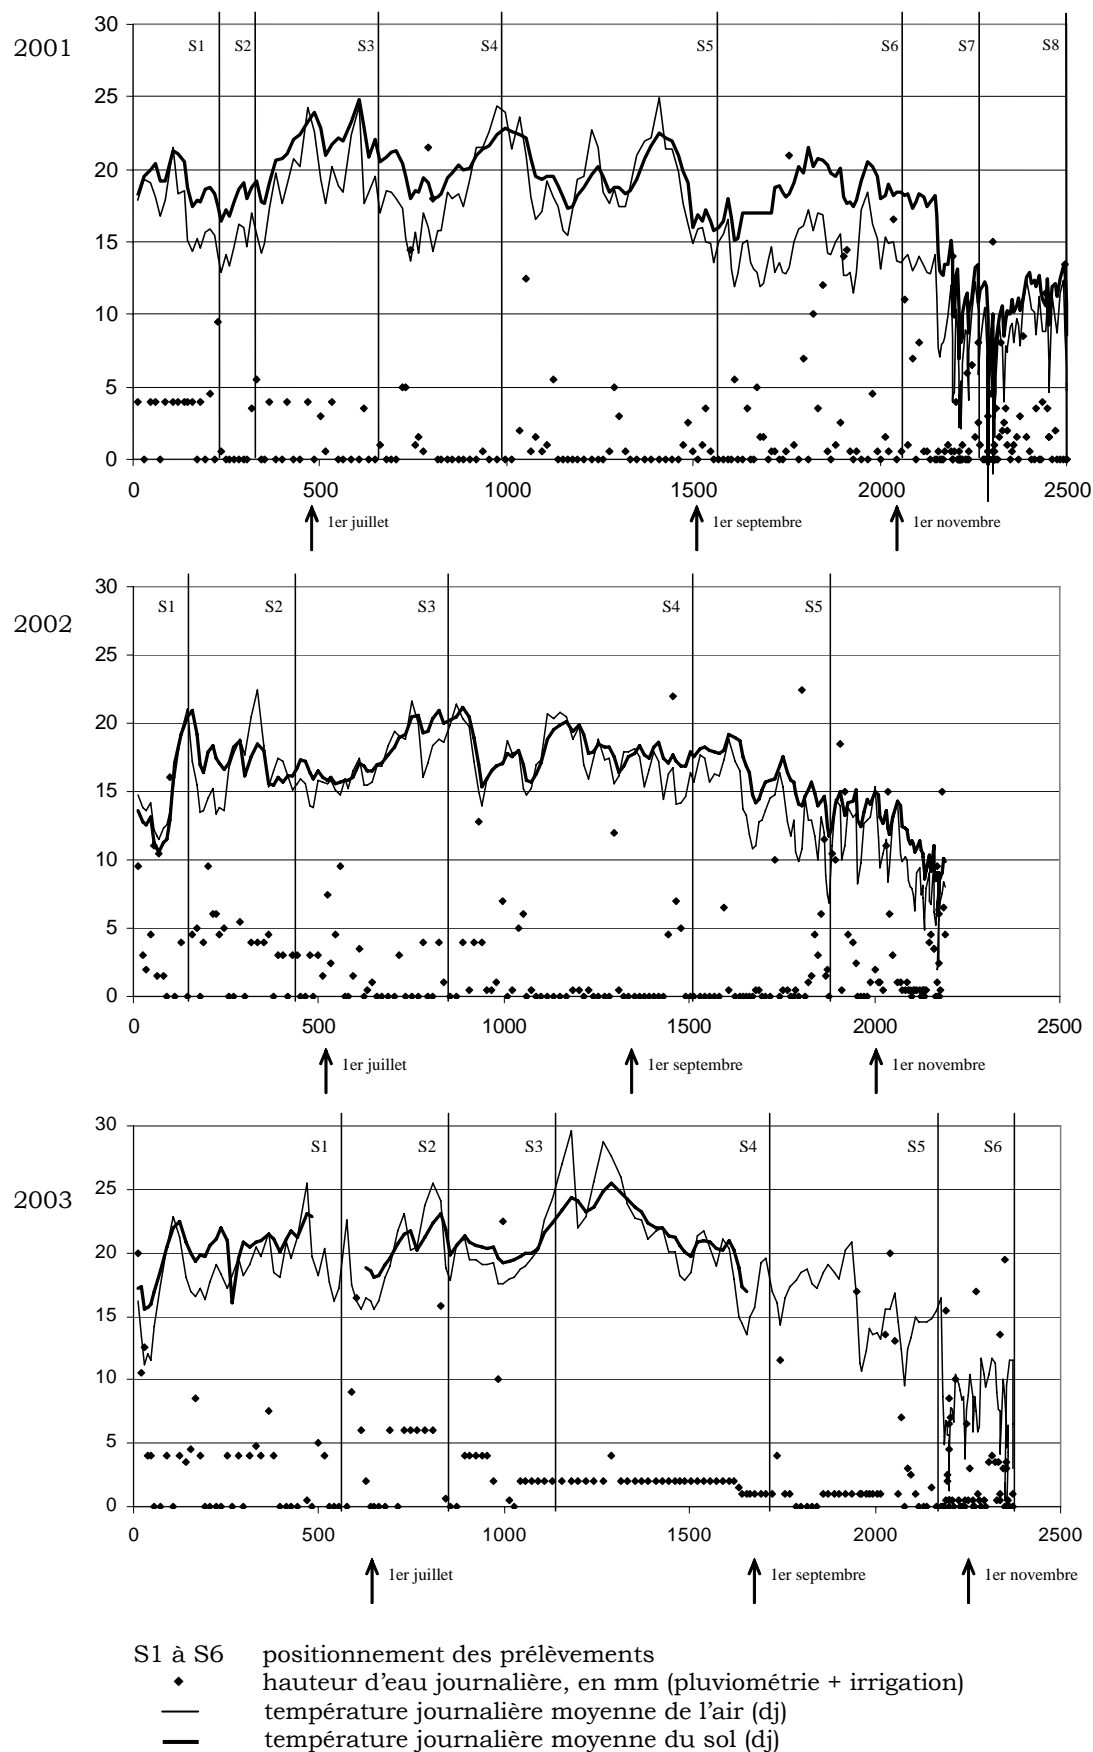 2001
30
25
20
15
10
5
0
S1 S2 S3 S4 S5 S6 S7 S8
0 500 1000 1500 2000 2500
1er juillet 1er septembre 1er novembre
2002
30
25
20
15
10
5
0
S1 S2 S3 S4 S5
0 500 1000 1500 2000 2500
1er juillet 1er septembre 1er novembre
2003
30
25
20
15
10
5
0
S1 S2 S3 S4 S5 S6
0 500 1000 1500 2000 2500
1er juillet 1er septembre 1er novembre
S1 à S6 positionnement des prélèvements
hauteur d'eau journalière, en mm (pluviométrie + irrigation)
température journalière moyenne de l'air (dj)
température journalière moyenne du sol (dj)